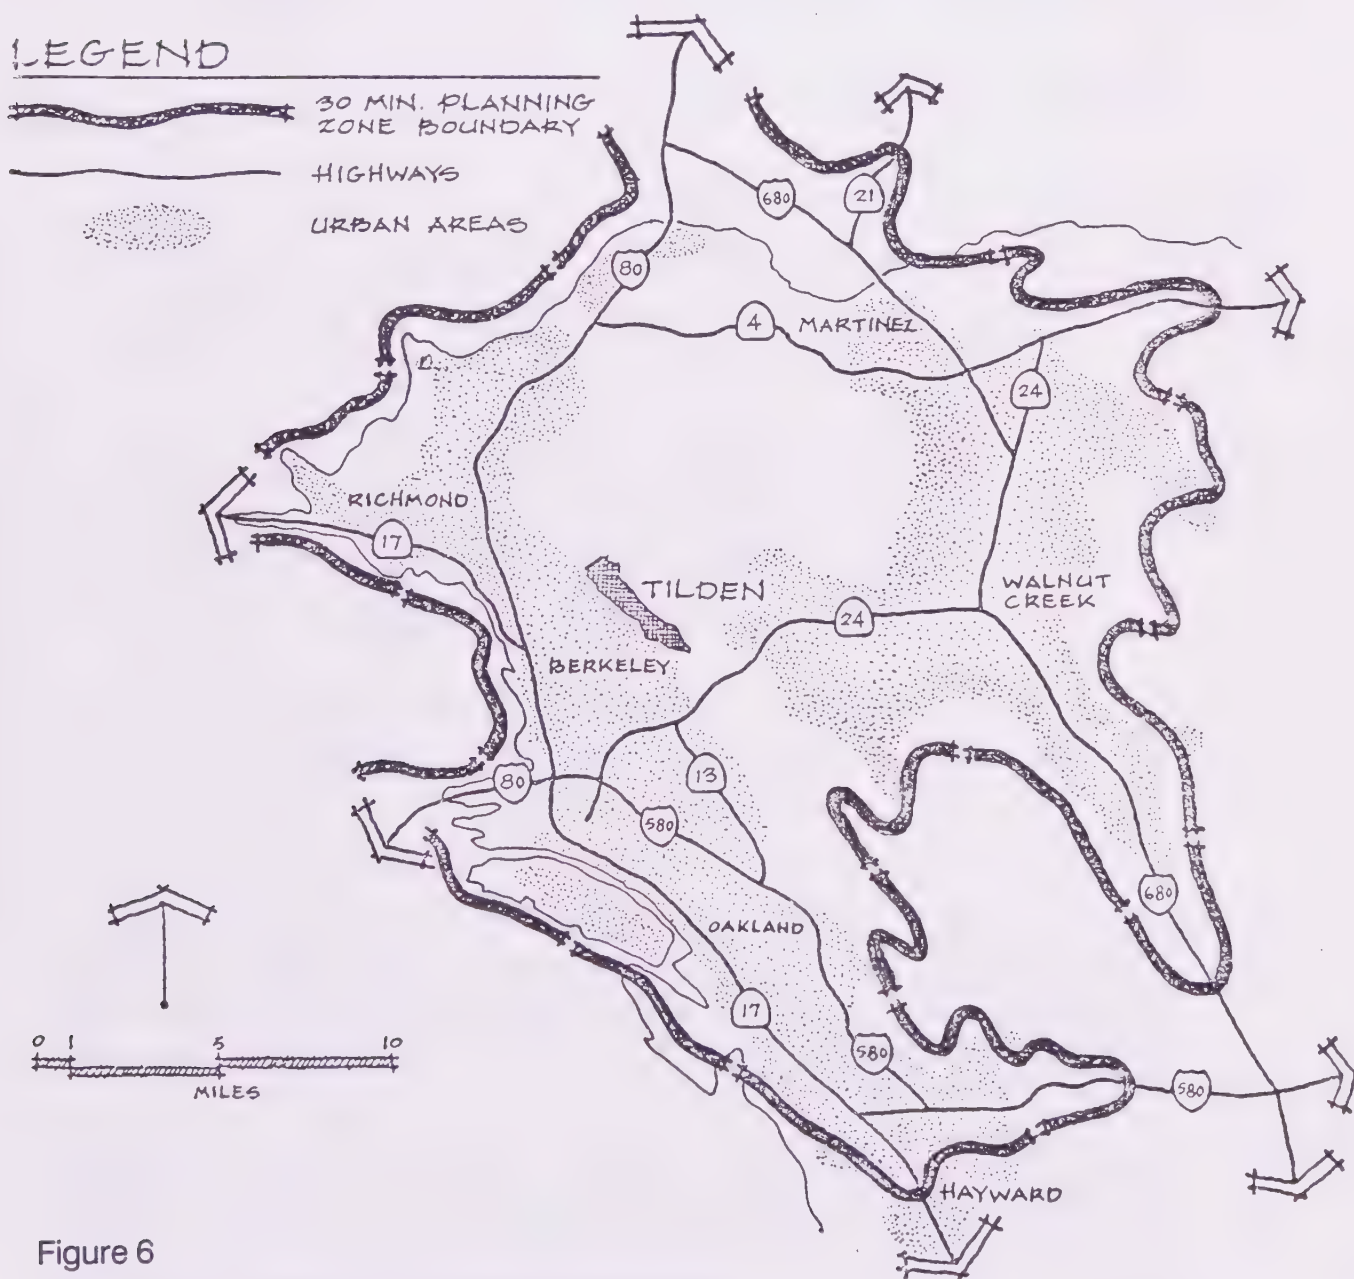 LEGEND
30 MIN. PLANNING
ZONE BOUNDARY
HIGHWAYS
URBAN AREAS
680
21
80
4
MARTINEZ
24
RICHMOND
17
TILDEN
WALNUT
CREEK
24
BERKELEY
13
80
580
680
OAKLAND
17
580
580
0 1 5 10
MILES
HAYWARD
Figure 6